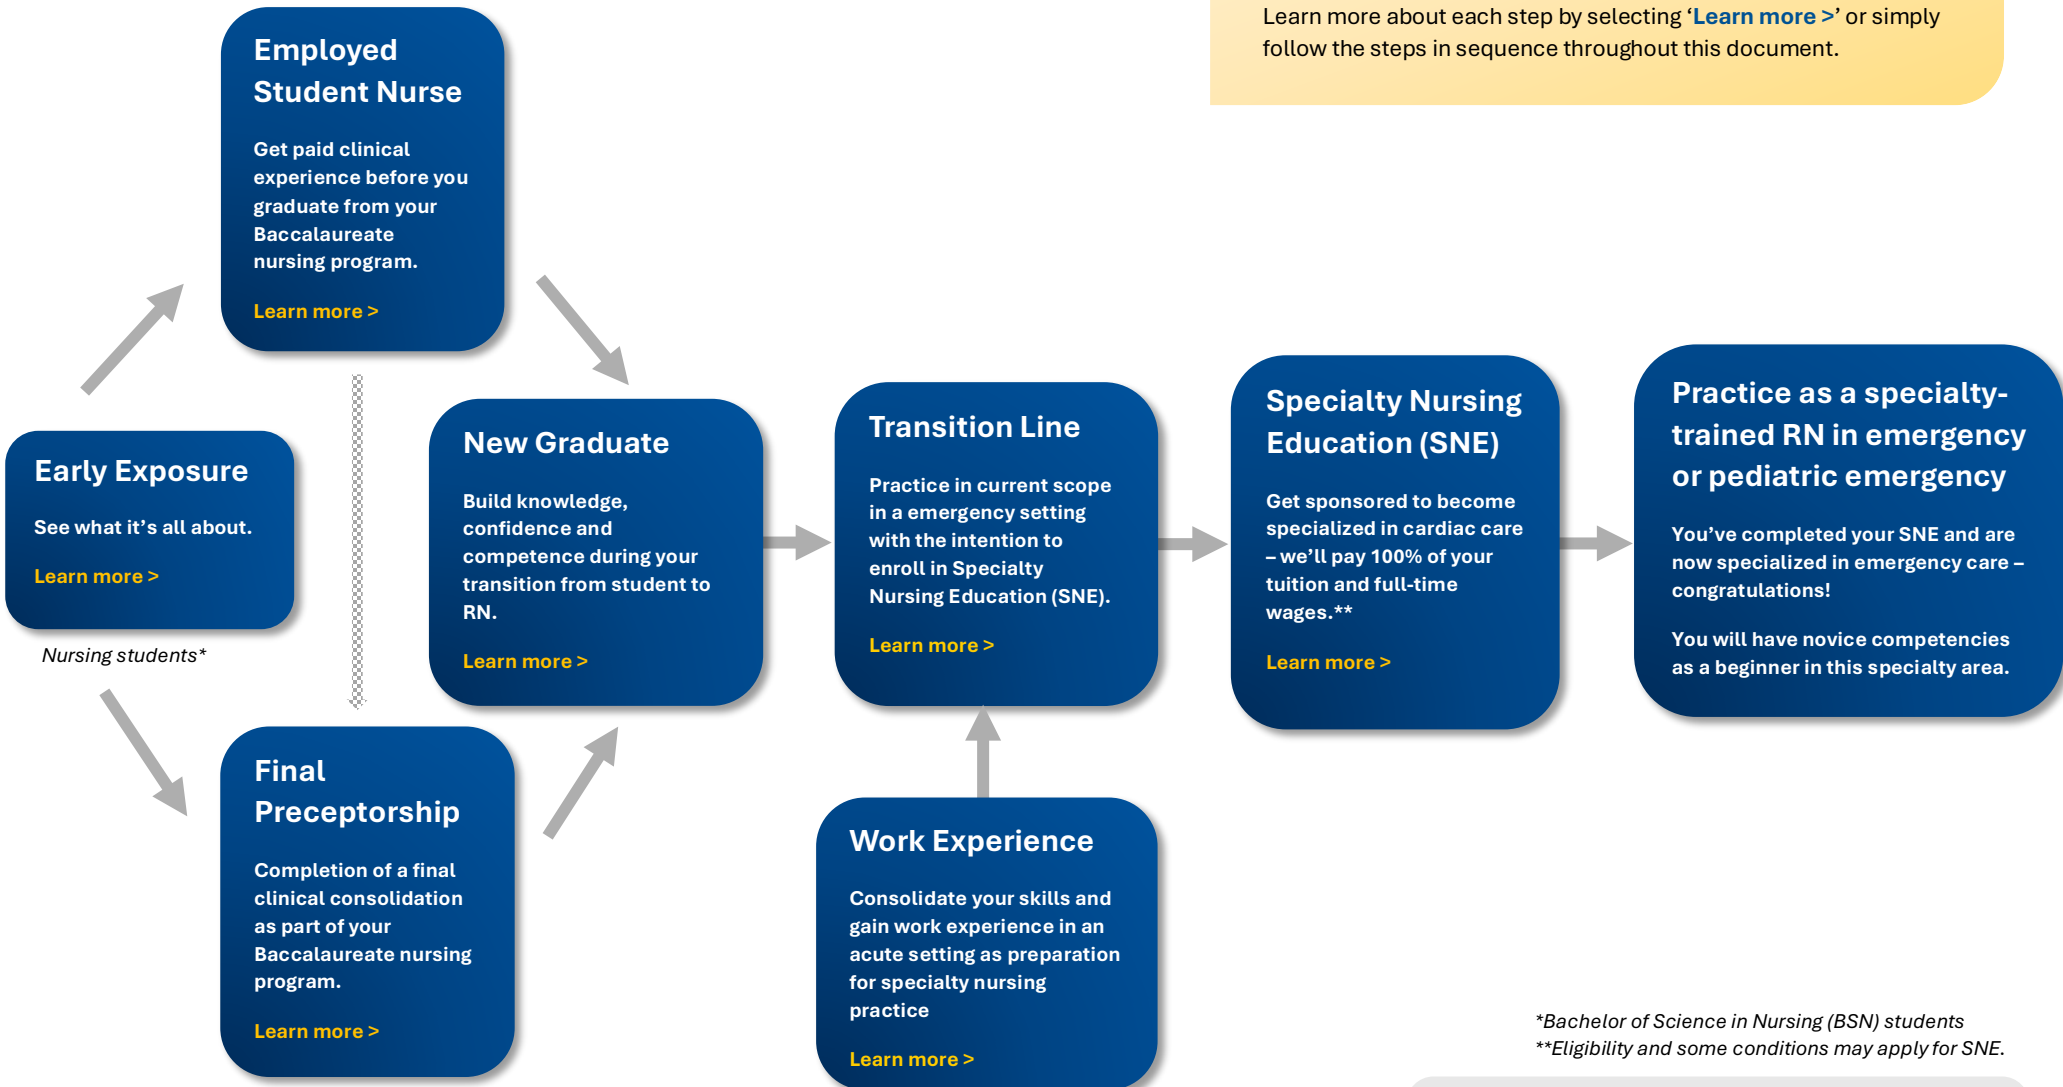 Learn more about each step by selecting ‘Learn more >’ or simply
follow the steps in sequence throughout this document.
Employed
Student Nurse
Get paid clinical
experience before you
graduate from your
Baccalaureate
nursing program.
Learn more >
Early Exposure
See what it’s all about.
Learn more >
Nursing students*
Final
Preceptorship
Completion of a final
clinical consolidation
as part of your
Baccalaureate nursing
program.
Learn more >
New Graduate
Build knowledge,
confidence and
competence during your
transition from student to
RN.
Learn more >
Transition Line
Practice in current scope
in a emergency setting
with the intention to
enroll in Specialty
Nursing Education (SNE).
Learn more >
Work Experience
Consolidate your skills and
gain work experience in an
acute setting as preparation
for specialty nursing
practice
Learn more >
Specialty Nursing
Education (SNE)
Get sponsored to become
specialized in cardiac care
– we’ll pay 100% of your
tuition and full-time
wages.**
Learn more >
Practice as a specialty-
trained RN in emergency
or pediatric emergency
You’ve completed your SNE and are
now specialized in emergency care –
congratulations!
You will have novice competencies
as a beginner in this specialty area.
*Bachelor of Science in Nursing (BSN) students
**Eligibility and some conditions may apply for SNE.